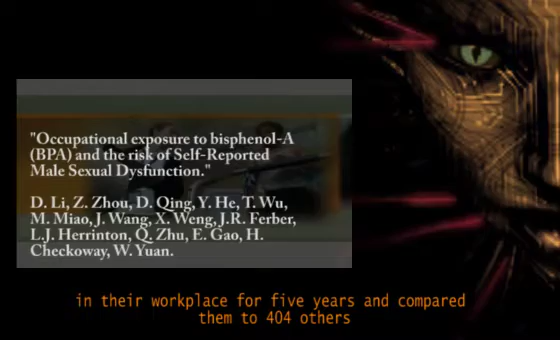 "Occupational exposure to bisphenol-A
(BPA) and the risk of Self-Reported
Male Sexual Dysfunction."
D. Li, Z. Zhou, D. Qing, Y. He, T. Wu,
M. Miao, J. Wang, X. Weng, J.R. Ferber,
L.J. Herrinton, Q. Zhu, E. Gao, H.
Checkoway, W. Yuan.
in their workplace for five years and compared
them to 404 others